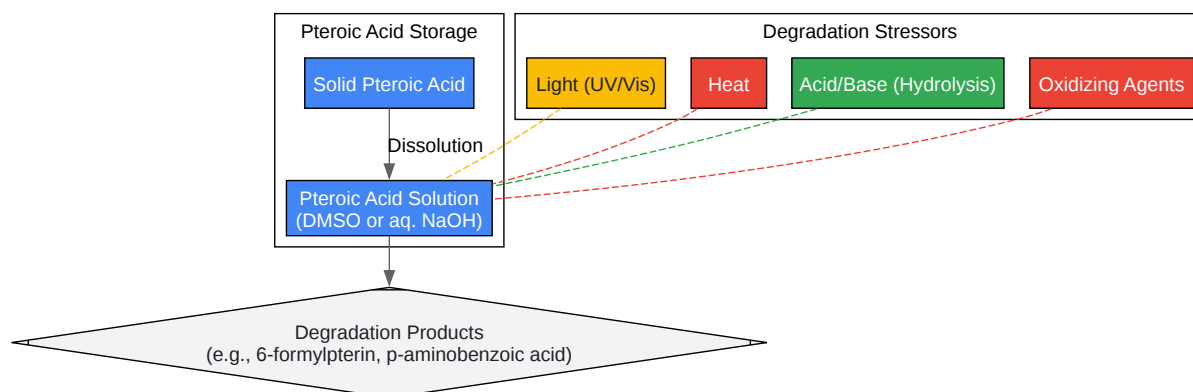 Pteroic Acid Storage
Degradation Stressors
Solid Pteroic Acid
Light (UV/Vis)
Heat
Acid/Base (Hydrolysis)
Oxidizing Agents
Dissolution
Pteroic Acid Solution
(DMSO or aq. NaOH)
Degradation Products
(e.g., 6-formylpterin, p-aminobenzoic acid)